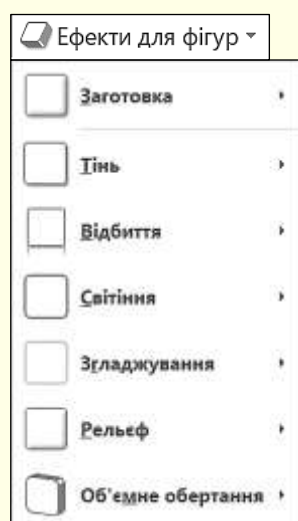 Ефекти для фігур
Заготовка
Тінь
Відбиття
Світіння
Згладжування
Рельєф
Об'ємне обертання